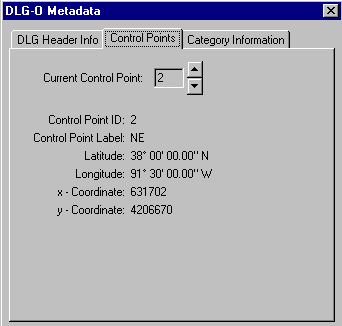 DLG-O Metadata
DLG Header Info Control Points Category Information
Current Control Point: 2
Control Point ID: 2
Control Point Label: NE
Latitude: 38° 00' 00.00" N
Longitude: 91° 30' 00.00" W
x - Coordinate: 631702
y - Coordinate: 4206670